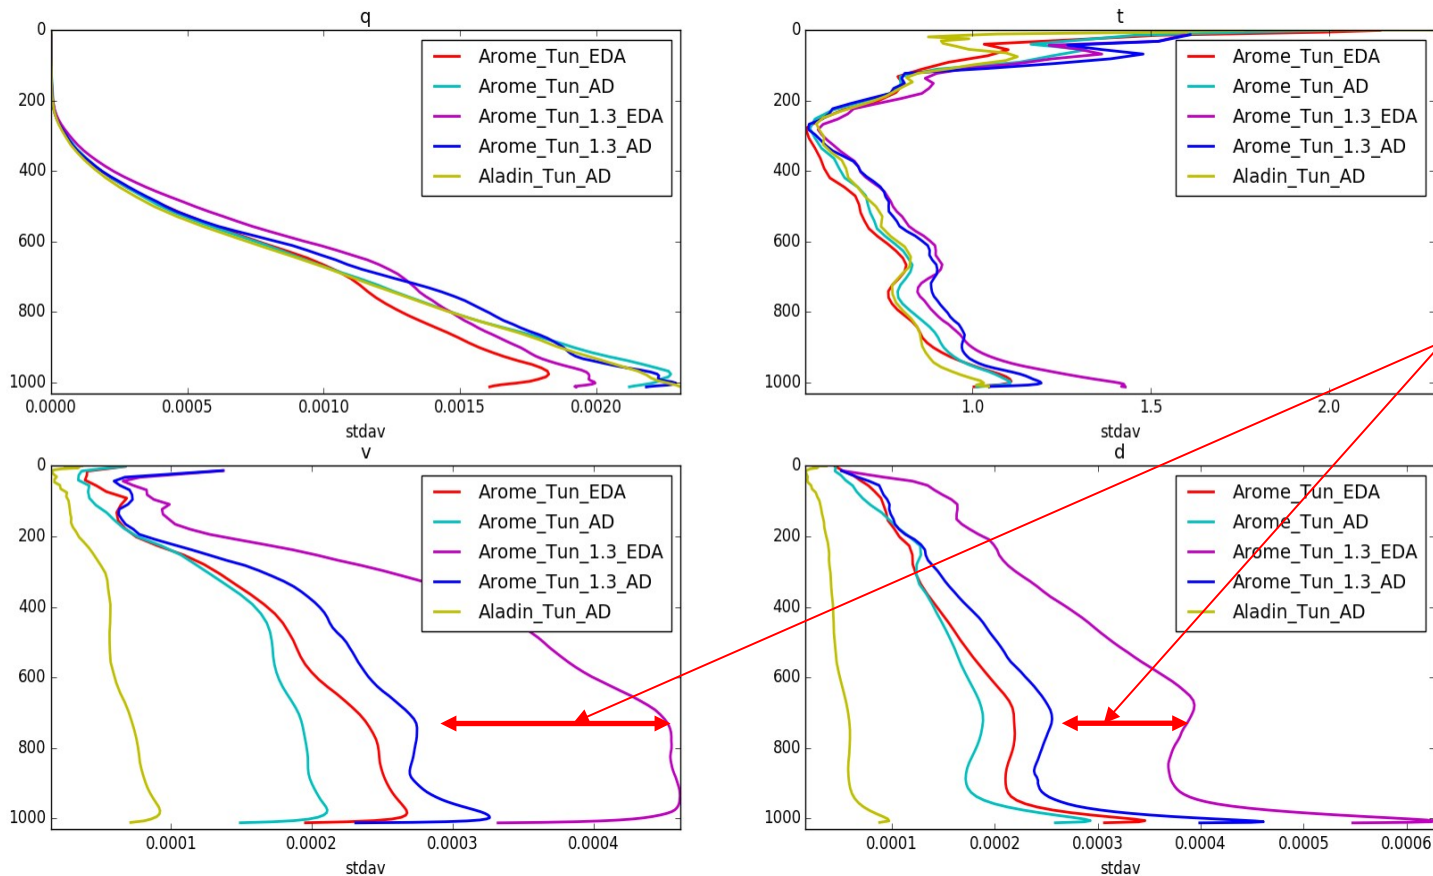 q
0
200
400
600
800
1000
0.0000 0.0005 0.0010 0.0015 0.0020
stdav
Arome_Tun_EDA
Arome_Tun_AD
Arome_Tun_1.3_EDA
Arome_Tun_1.3_AD
Aladin_Tun_AD
t
0
200
400
600
800
1000
1.0 1.5 2.0
stdav
Arome_Tun_EDA
Arome_Tun_AD
Arome_Tun_1.3_EDA
Arome_Tun_1.3_AD
Aladin_Tun_AD
v
0
200
400
600
800
1000
0.0001 0.0002 0.0003 0.0004
stdav
Arome_Tun_EDA
Arome_Tun_AD
Arome_Tun_1.3_EDA
Arome_Tun_1.3_AD
Aladin_Tun_AD
d
0
200
400
600
800
1000
0.0001 0.0002 0.0003 0.0004 0.0005 0.0006
stdav
Arome_Tun_EDA
Arome_Tun_AD
Arome_Tun_1.3_EDA
Arome_Tun_1.3_AD
Aladin_Tun_AD